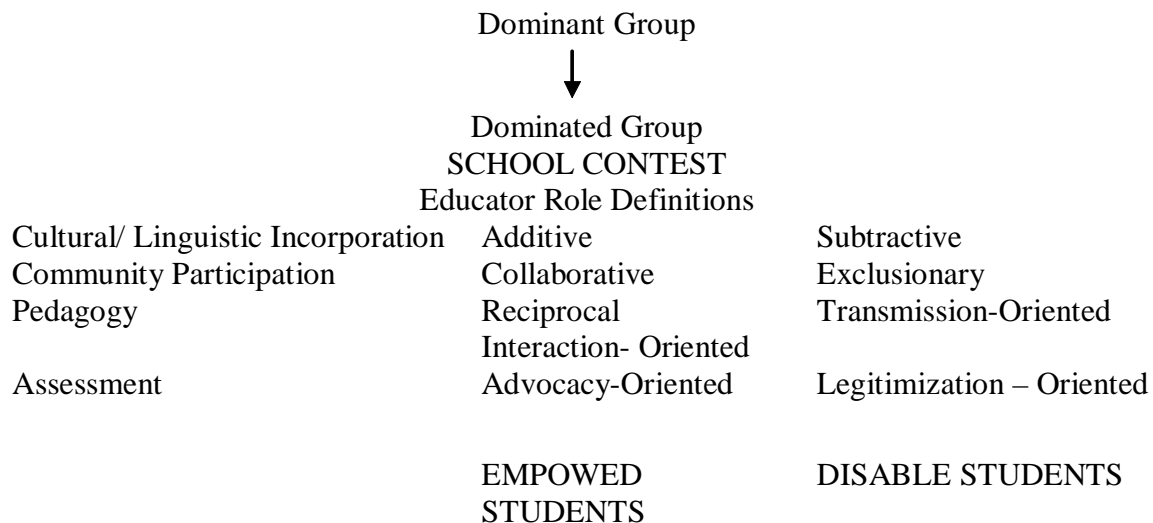 Dominant Group
Dominated Group
SCHOOL CONTEST
Educator Role Definitions
Cultural/ Linguistic Incorporation Additive Subtractive
Community Participation Collaborative Exclusionary
Pedagogy Reciprocal Transmission-Oriented
Interaction- Oriented
Assessment Advocacy-Oriented Legitimization – Oriented
EMPOWED DISABLE STUDENTS
STUDENTS